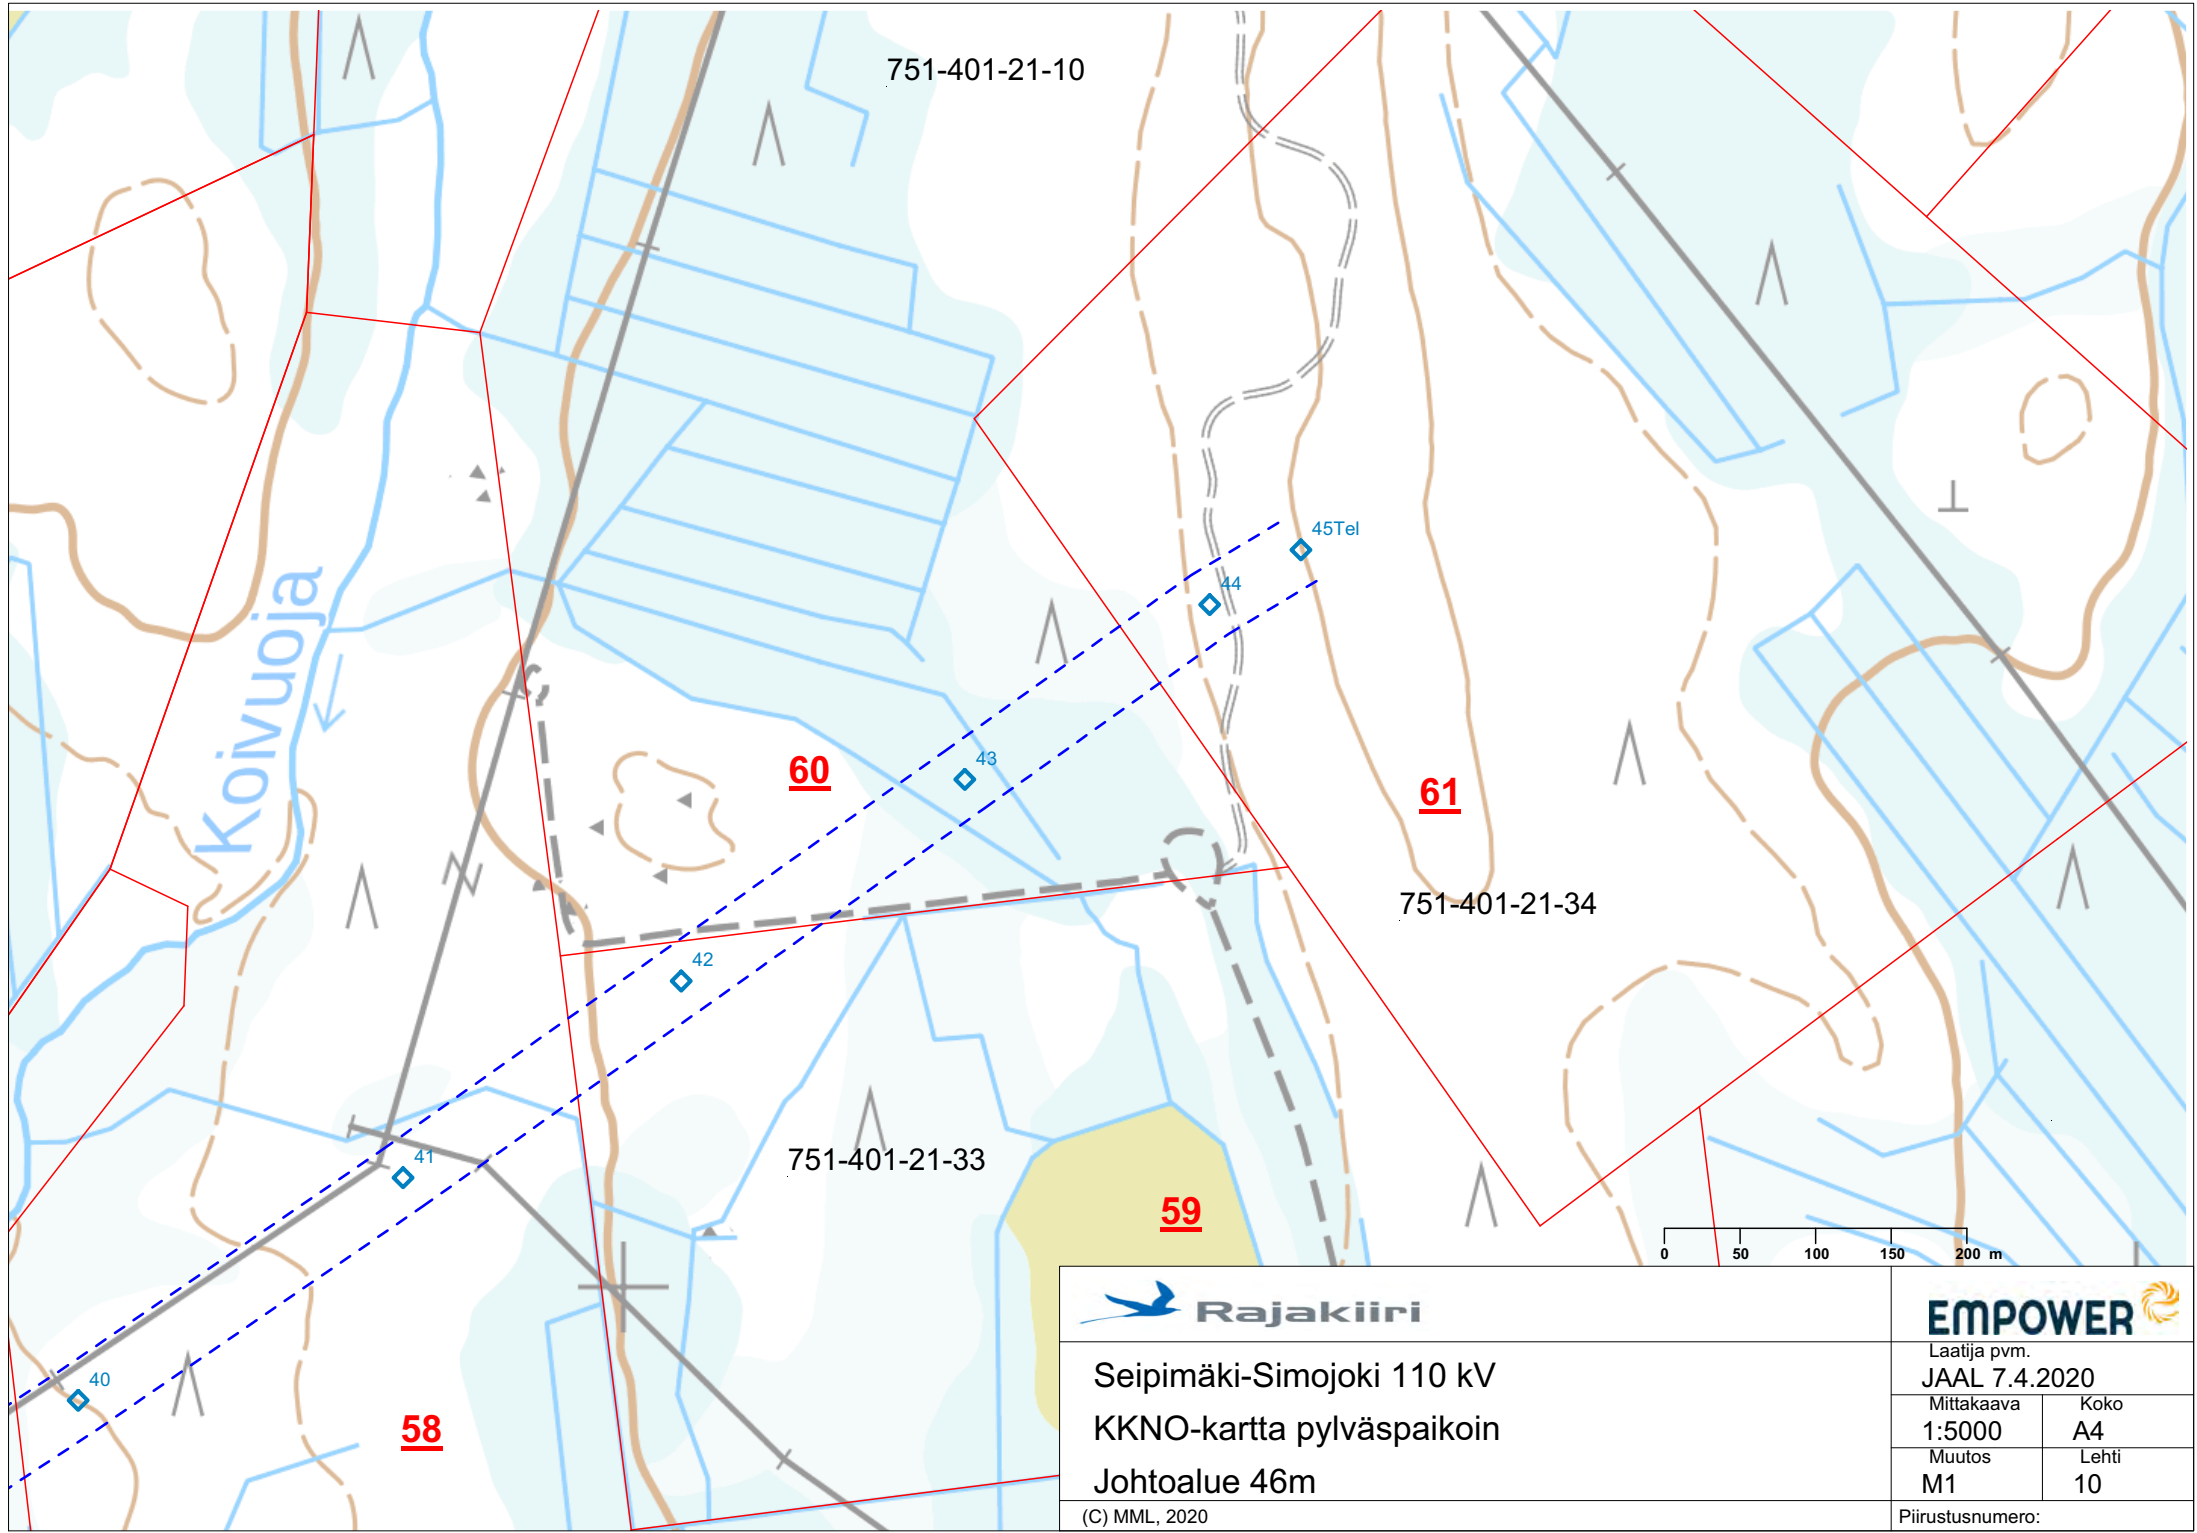 751-401-21-10
45Tel
44
Koivuoja
43
60
61
751-401-21-34
42
751-401-21-33
41
59
0 50 100 150 200 m
40
58
Rajakiiri
EMPOWER
Seipimäki-Simojoki 110 kV
KKNO-kartta pylväspaikoin
Johtoalue 46m
(C) MML, 2020
Laatija pvm.
JAAL 7.4.2020
Mittakaava Koko
1:5000 A4
Muutos Lehti
M1 10
Piirustusnumero: